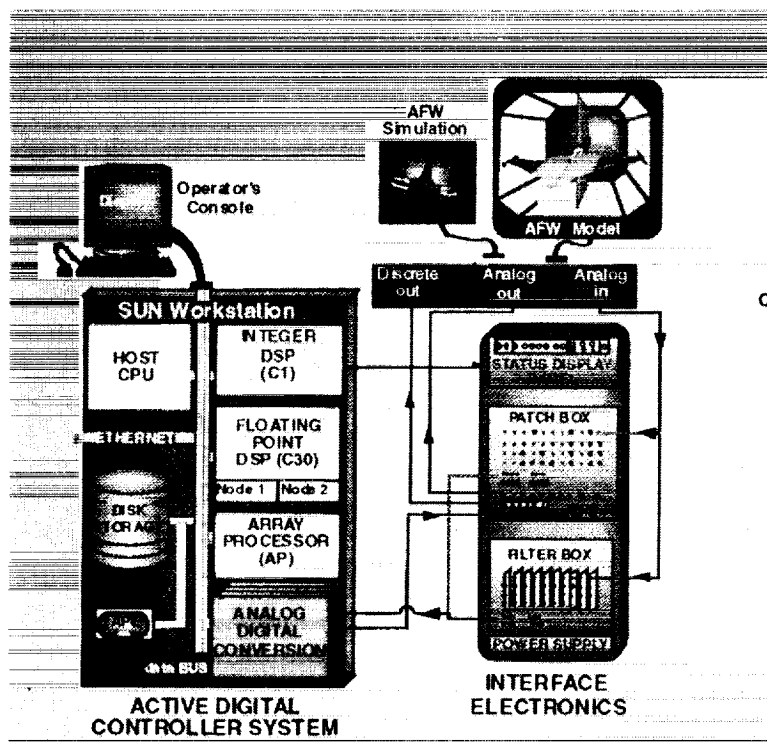 AFW
Simulation
Operator's
Console
AFW Model
Discrete
out
Analog
out
Analog
in
SUN Workstation
HOST
CPU
INTEGER
DSP
(C1)
STATUS DISPLAY
FLOATING
POINT
DSP (C30)
Node 1
Node 2
PATCH BOX
ETHERNET
DISK
STORAGE
ARRAY
PROCESSOR
(AP)
FILTER BOX
ANALOG
DIGITAL
CONVERSION
data BUS
POWER SUPPLY
ACTIVE DIGITAL
CONTROLLER SYSTEM
INTERFACE
ELECTRONICS